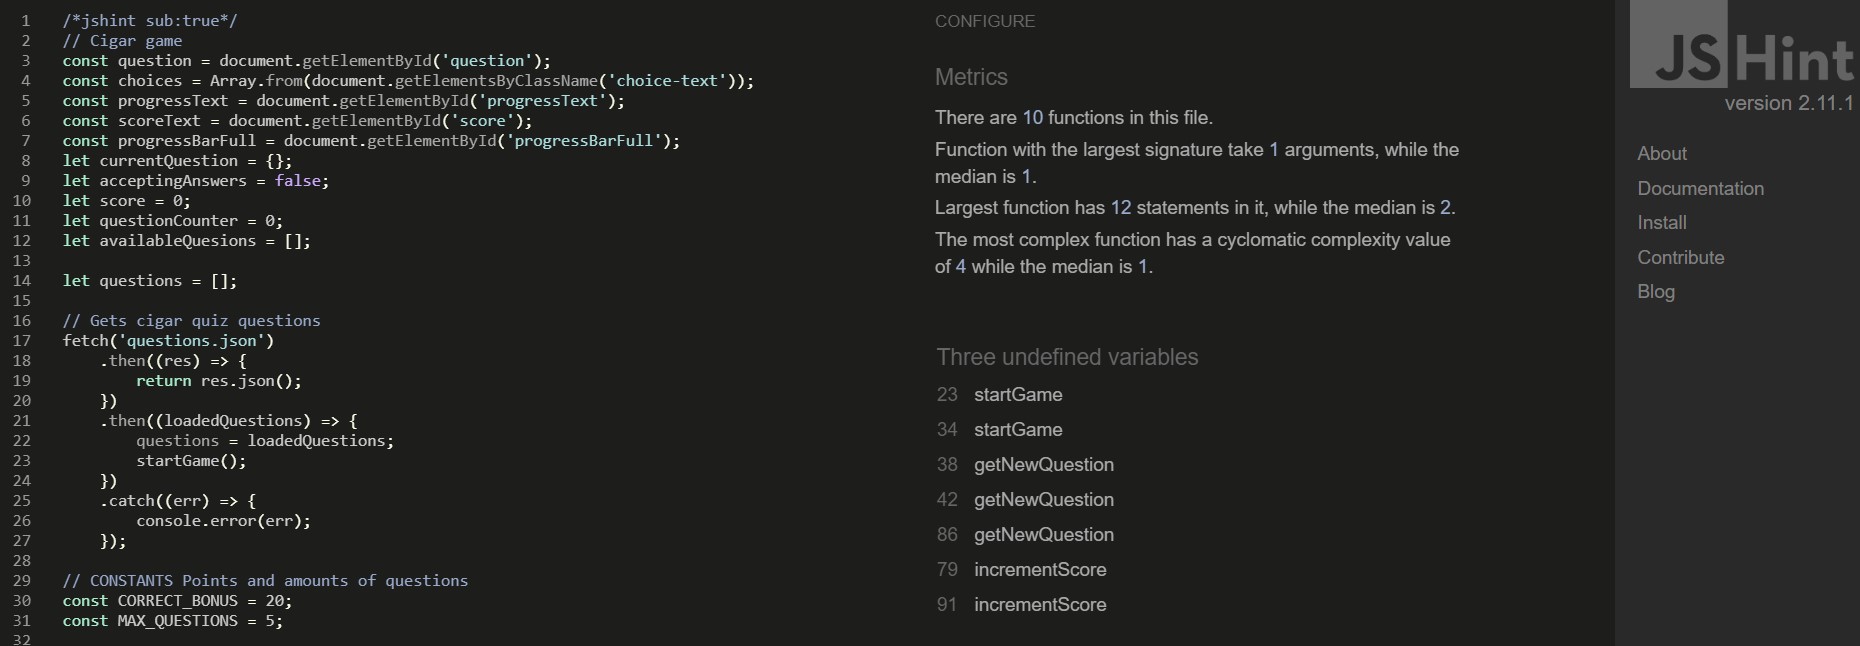 1 /*jshint sub:true*/
2 // Cigar game
3 const question = document.getElementById('question');
4 const choices = Array.from(document.getElementsByClassName('choice-text'));
5 const progressText = document.getElementById('progressText');
6 const scoreText = document.getElementById('score');
7 const progressBarFull = document.getElementById('progressBarFull');
8 let currentQuestion = {};
9 let acceptingAnswers = false;
10 let score = 0;
11 let questionCounter = 0;
12 let availableQuesions = [];
13
14 let questions = [];
15
16 // Gets cigar quiz questions
17 fetch('questions.json')
18 .then((res) => {
19 return res.json();
20 })
21 .then((loadedQuestions) => {
22 questions = loadedQuestions;
23 startGame();
24 })
25 .catch((err) => {
26 console.error(err);
27 });
28
29 // CONSTANTS Points and amounts of questions
30 const CORRECT_BONUS = 20;
31 const MAX_QUESTIONS = 5;
32
CONFIGURE
Metrics
There are 10 functions in this file.
Function with the largest signature take 1 arguments, while the
median is 1.
Largest function has 12 statements in it, while the median is 2.
The most complex function has a cyclomatic complexity value
of 4 while the median is 1.
Three undefined variables
23 startGame
34 startGame
38 getNewQuestion
42 getNewQuestion
86 getNewQuestion
79 incrementScore
91 incrementScore
JSHint
version 2.11.1
About
Documentation
Install
Contribute
Blog